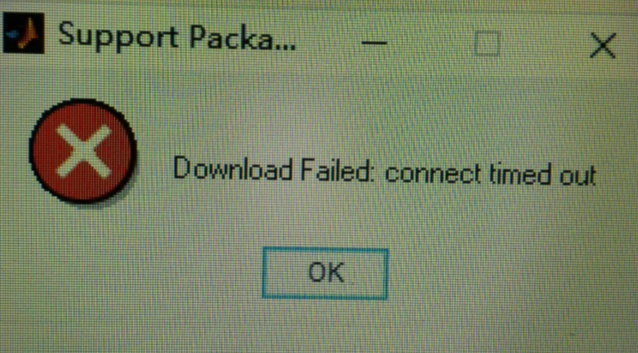 Support Packa...
Download Failed: connect timed out
OK